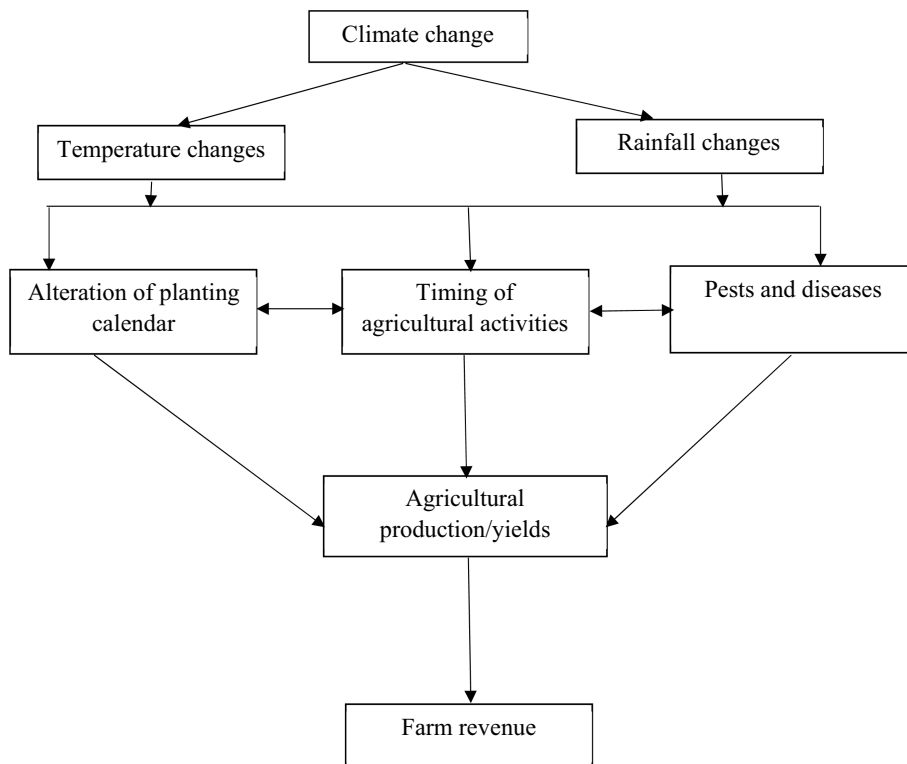 Climate change
Temperature changes
Rainfall changes
Alteration of planting
calendar
Timing of
agricultural activities
Pests and diseases
Agricultural
production/yields
Farm revenue